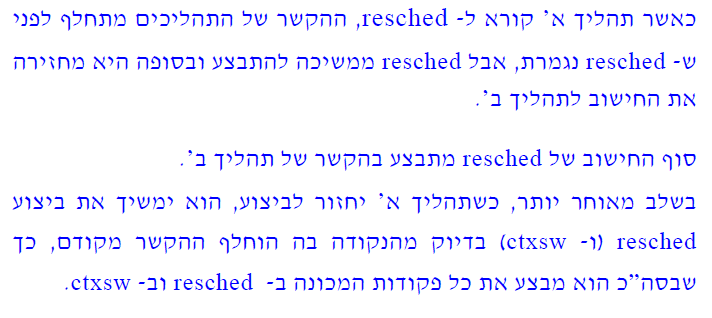 כאשר תהליך א' קורא ל- resched, ההקשר של התהליכים מתחלף לפני
ש- resched נגמרת, אבל resched ממשיכה להתבצע ובסופה היא מחזירה
את החישוב לתהליך ב'.
סוף החישוב של resched מתבצע בהקשר של תהליך ב'.
בשלב מאוחר יותר, כשתהליך א' יחזור לביצוע, הוא ימשיך את ביצוע
resched (ו- ctxsw) בדיוק מהנקודה בה הוחלף ההקשר מקודם, כך
שבסה"כ הוא מבצע את כל פקודות המכונה ב- resched וב- ctxsw.